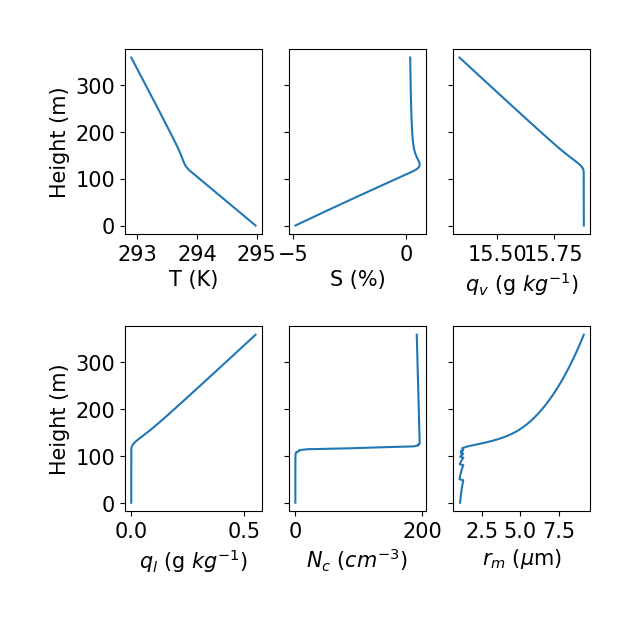 Height (m)
300
200
100
0
293 294 295
T (K)
−5 0
S (%)
15.50 15.75
$q_v$ (g $kg^{-1}$)
Height (m)
300
200
100
0
0.0 0.5
$q_l$ (g $kg^{-1}$)
0 200
$N_c$ ($cm^{-3}$)
2.5 5.0 7.5
$r_m$ ($\mu$m)